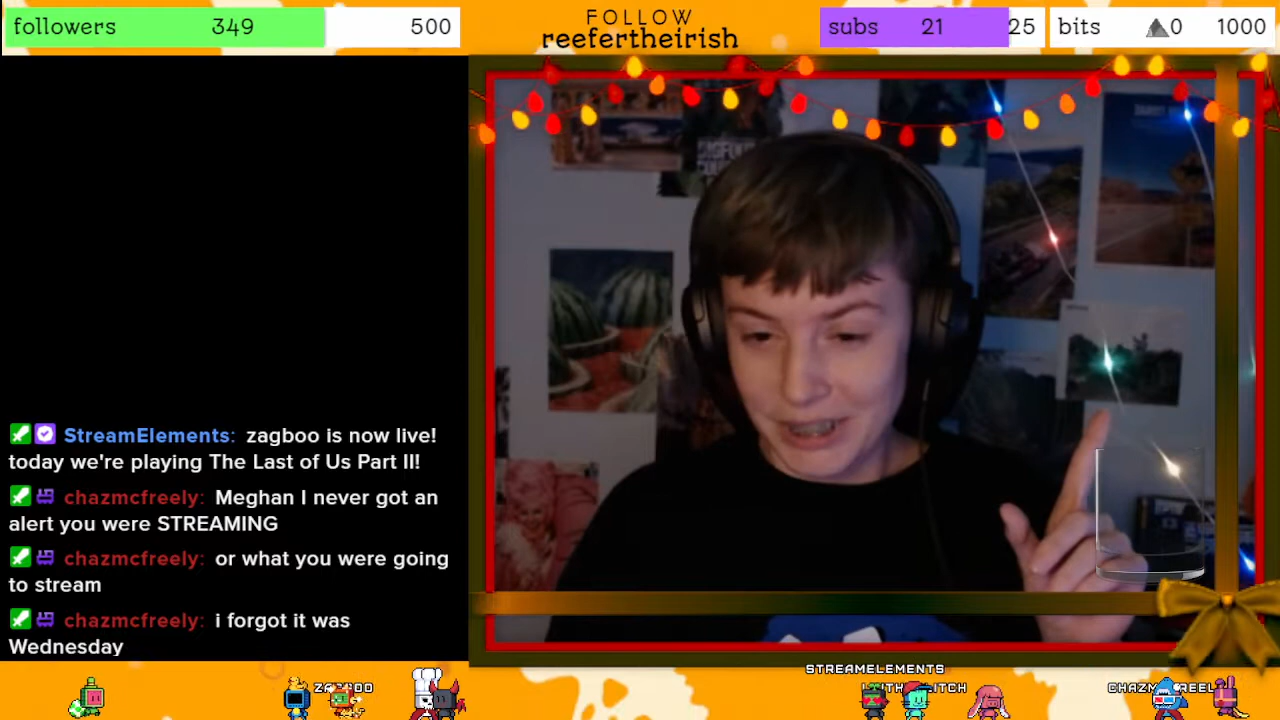 followers 349 500
FOLLOW
reefertheirish
subs 21 25
bits 0 1000
StreamElements: zagboo is now live!
today we're playing The Last of Us Part II!
chazmcfreely: Meghan I never got an
alert you were STREAMING
chazmcfreely: or what you were going
to stream
chazmcfreely: i forgot it was
Wednesday
STREAMELEMENTS